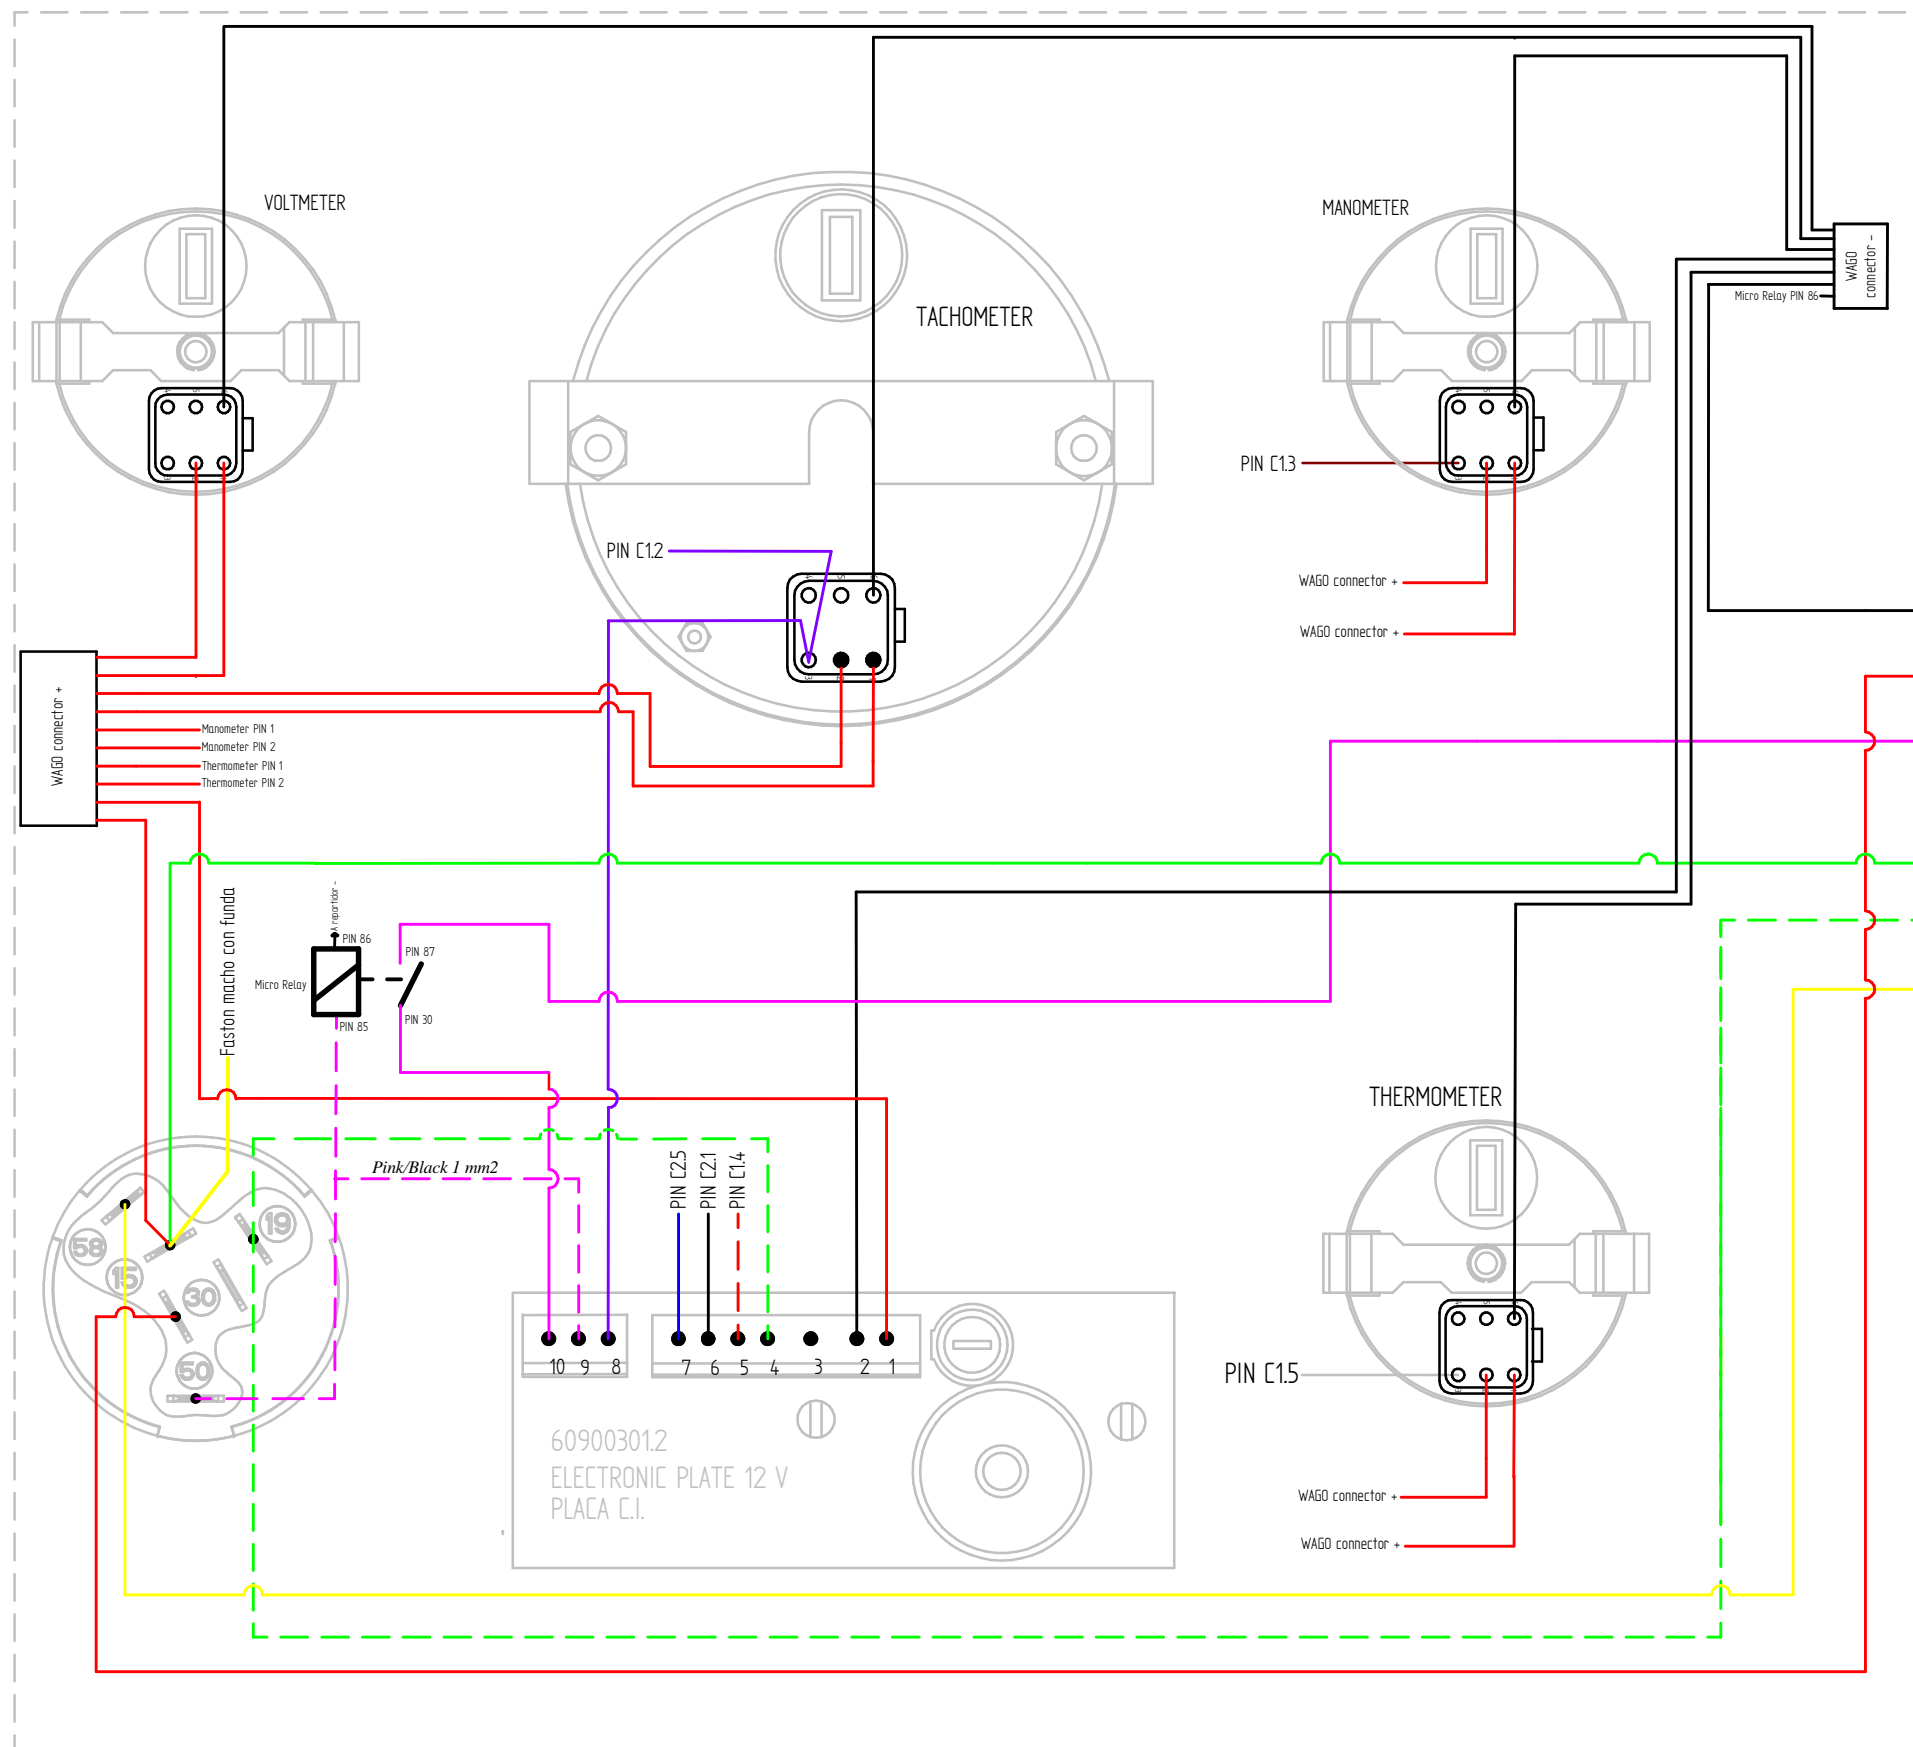 VOLTMETER
MANOMETER
TACHOMETER
WAGO
connector -
Micro Relay PIN 86
PIN C1.3
PIN C1.2
WAGO connector +
WAGO connector +
WAGO connector +
Manometer PIN 1
Manometer PIN 2
Thermometer PIN 1
Thermometer PIN 2
Faston macho con funda
A repartidor -
PIN 86
PIN 87
Micro Relay
PIN 85
PIN 30
THERMOMETER
Pink/Black 1 mm2
PIN C2.5
PIN C2.1
PIN C1.4
58
15
19
30
50
10 9 8 7 6 5 4 3 2 1
PIN C1.5
60900301.2
ELECTRONIC PLATE 12 V
PLACA C.I.
WAGO connector +
WAGO connector +